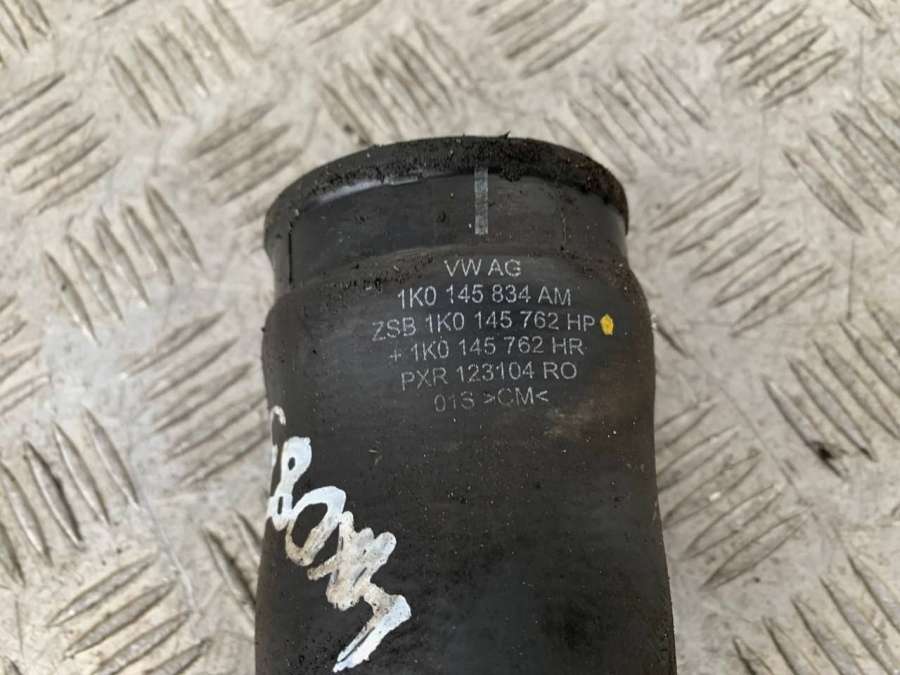 VW AG
1K0 145 834 AM
ZSB 1K0 145 762 HP
+ 1K0 145 762 HR
PXR 123104 RO
01S >CM<